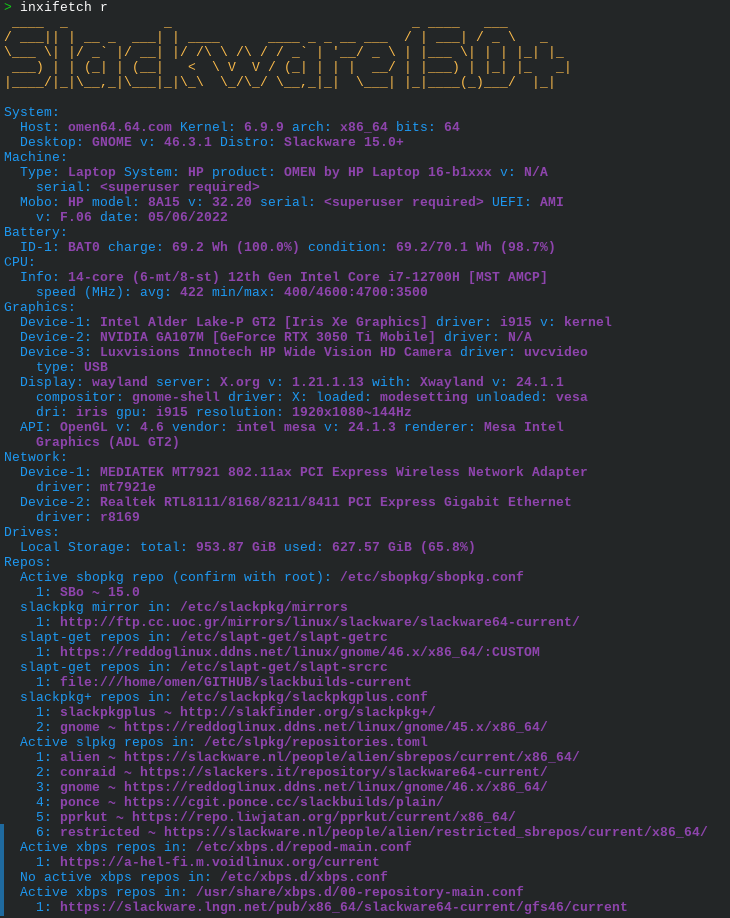 > inxifetch r
Slackware 15.0+
System:
Host: omen64.64.com Kernel: 6.9.9 arch: x86_64 bits: 64
Desktop: GNOME v: 46.3.1 Distro: Slackware 15.0+
Machine:
Type: Laptop System: HP product: OMEN by HP Laptop 16-b1xxx v: N/A
serial: <superuser required>
Mobo: HP model: 8A15 v: 32.20 serial: <superuser required> UEFI: AMI
v: F.06 date: 05/06/2022
Battery:
ID-1: BAT0 charge: 69.2 Wh (100.0%) condition: 69.2/70.1 Wh (98.7%)
CPU:
Info: 14-core (6-mt/8-st) 12th Gen Intel Core i7-12700H [MST AMCP]
speed (MHz): avg: 422 min/max: 400/4600:4700:3500
Graphics:
Device-1: Intel Alder Lake-P GT2 [Iris Xe Graphics] driver: i915 v: kernel
Device-2: NVIDIA GA107M [GeForce RTX 3050 Ti Mobile] driver: N/A
Device-3: Luxvisions Innotech HP Wide Vision HD Camera driver: uvcvideo
type: USB
Display: wayland server: X.org v: 1.21.1.13 with: Xwayland v: 24.1.1
compositor: gnome-shell driver: X: loaded: modesetting unloaded: vesa
dri: iris gpu: i915 resolution: 1920x1080~144Hz
API: OpenGL v: 4.6 vendor: intel mesa v: 24.1.3 renderer: Mesa Intel
Graphics (ADL GT2)
Network:
Device-1: MEDIATEK MT7921 802.11ax PCI Express Wireless Network Adapter
driver: mt7921e
Device-2: Realtek RTL8111/8168/8211/8411 PCI Express Gigabit Ethernet
driver: r8169
Drives:
Local Storage: total: 953.87 GiB used: 627.57 GiB (65.8%)
Repos:
Active sbopkg repo (confirm with root): /etc/sbopkg/sbopkg.conf
1: SBo ~ 15.0
slackpkg mirror in: /etc/slackpkg/mirrors
1: http://ftp.cc.uoc.gr/mirrors/linux/slackware/slackware64-current/
slapt-get repos in: /etc/slapt-get/slapt-getrc
1: https://reddoglinux.ddns.net/linux/gnome/46.x/x86_64/:CUSTOM
slapt-get repos in: /etc/slapt-get/slapt-srcrc
1: file:///home/omen/GITHUB/slackbuilds-current
slackpkg+ repos in: /etc/slackpkg/slackpkgplus.conf
1: slackpkgplus ~ http://slakfinder.org/slackpkg+/
2: gnome ~ https://reddoglinux.ddns.net/linux/gnome/45.x/x86_64/
Active slpkg repos in: /etc/slpkg/repositories.toml
1: alien ~ https://slackware.nl/people/alien/sbrepos/current/x86_64/
2: conraid ~ https://slackers.it/repository/slackware64-current/
3: gnome ~ https://reddoglinux.ddns.net/linux/gnome/46.x/x86_64/
4: ponce ~ https://cgit.ponce.cc/slackbuilds/plain/
5: pprkut ~ https://repo.liwjatan.org/pprkut/current/x86_64/
6: restricted ~ https://slackware.nl/people/alien/restricted_sbrepos/current/x86_64/
Active xbps repos in: /etc/xbps.d/repod-main.conf
1: https://a-hel-fi.m.voidlinux.org/current
No active xbps repos in: /etc/xbps.d/xbps.conf
Active xbps repos in: /usr/share/xbps.d/00-repository-main.conf
1: https://slackware.lngn.net/pub/x86_64/slackware64-current/gfs46/current